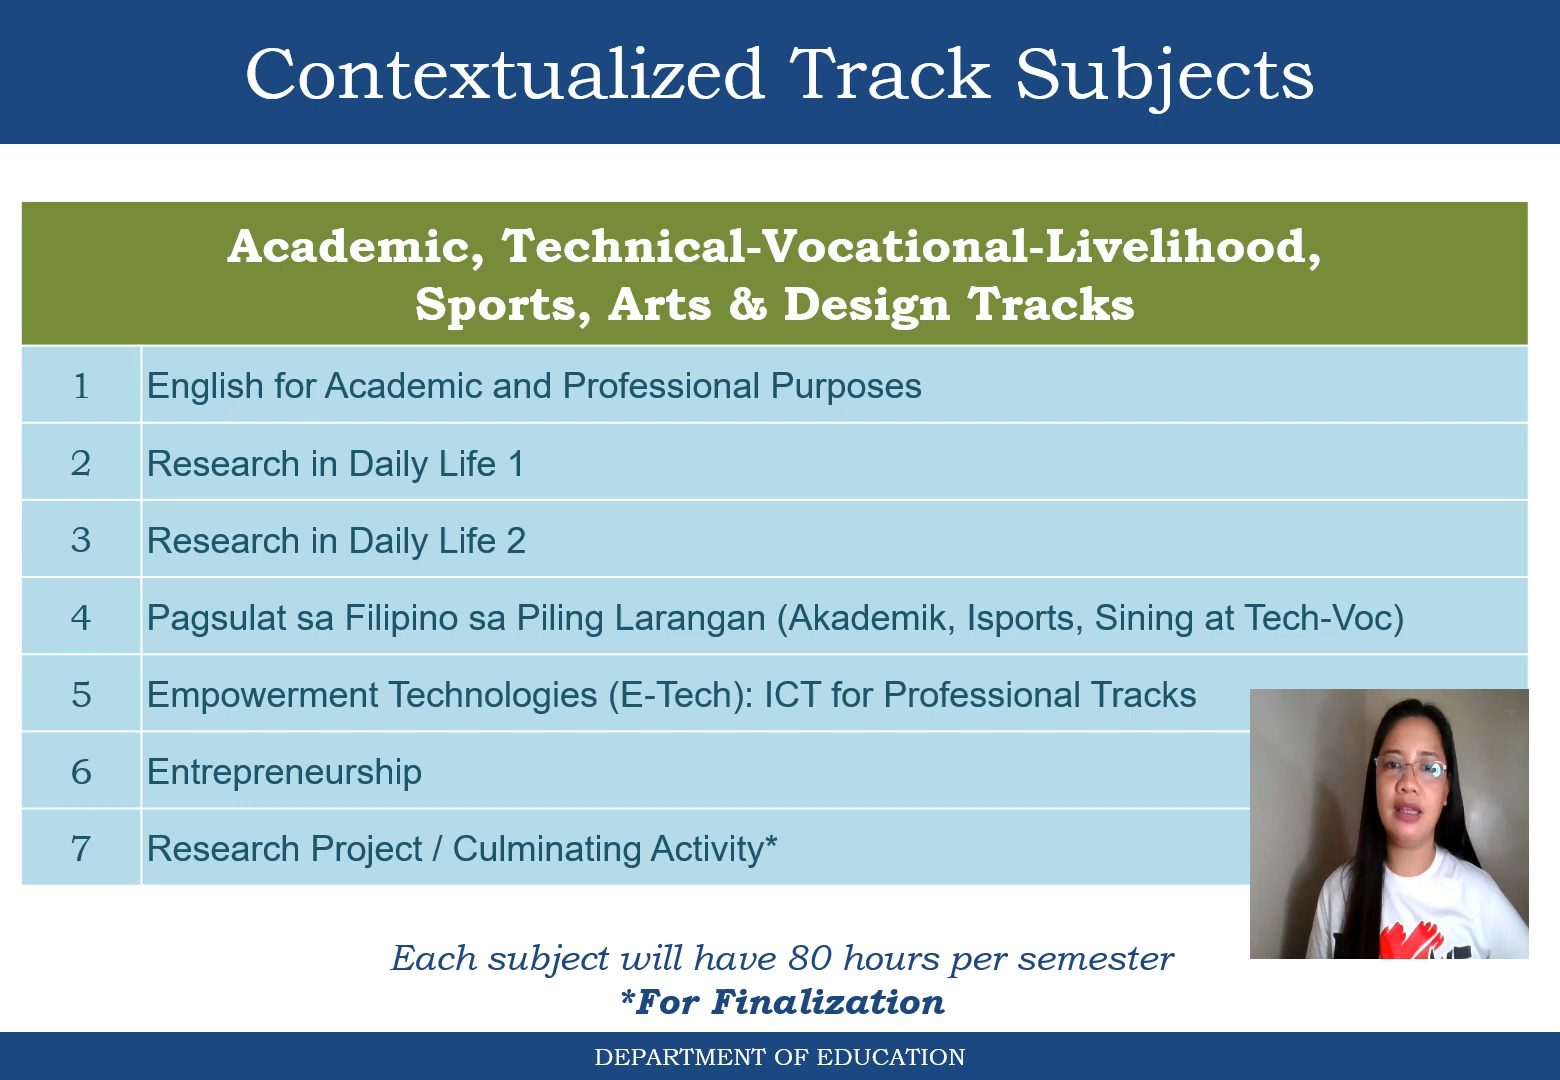 Contextualized Track Subjects
Academic, Technical-Vocational-Livelihood,
Sports, Arts & Design Tracks
1 English for Academic and Professional Purposes
2 Research in Daily Life 1
3 Research in Daily Life 2
4 Pagsulat sa Filipino sa Piling Larangan (Akademik, Isports, Sining at Tech-Voc)
5 Empowerment Technologies (E-Tech): ICT for Professional Tracks
6 Entrepreneurship
7 Research Project / Culminating Activity*
Each subject will have 80 hours per semester
*For Finalization
DEPARTMENT OF EDUCATION